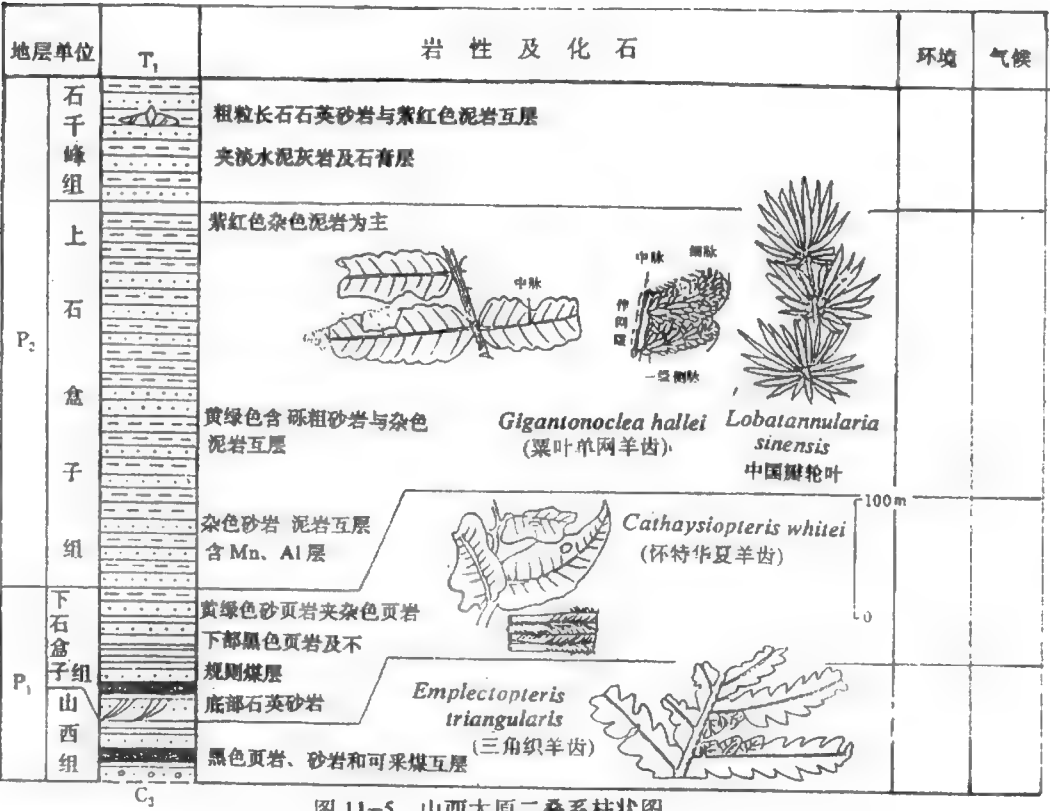 地层单位
T₁
岩 性 及 化 石
环境
气候
P₂
石千峰组
粗粒长石石英砂岩与紫红色泥岩互层
夹淡水泥灰岩及石膏层
上石盒子组
紫红色杂色泥岩为主
中脉
中脉
细脉
伴网眼
一级侧脉
黄绿色含砾粗砂岩与杂色
泥岩互层
Gigantonoclea hallei
(粟叶单网羊齿)
Lobatannularia
sinensis
中国瓣轮叶
杂色砂岩 泥岩互层
含 Mn、Al 层
Cathaysiopteris whitei
(怀特华夏羊齿)
100m
0
P₁
下石盒子组
黄绿色砂页岩夹杂色页岩
下部黑色页岩及不
规则煤层
底部石英砂岩
山西组
黑色页岩、砂岩和可采煤互层
Emplectopteris
triangularis
(三角织羊齿)
C₃
图 11-5 山西太原二叠系柱状图